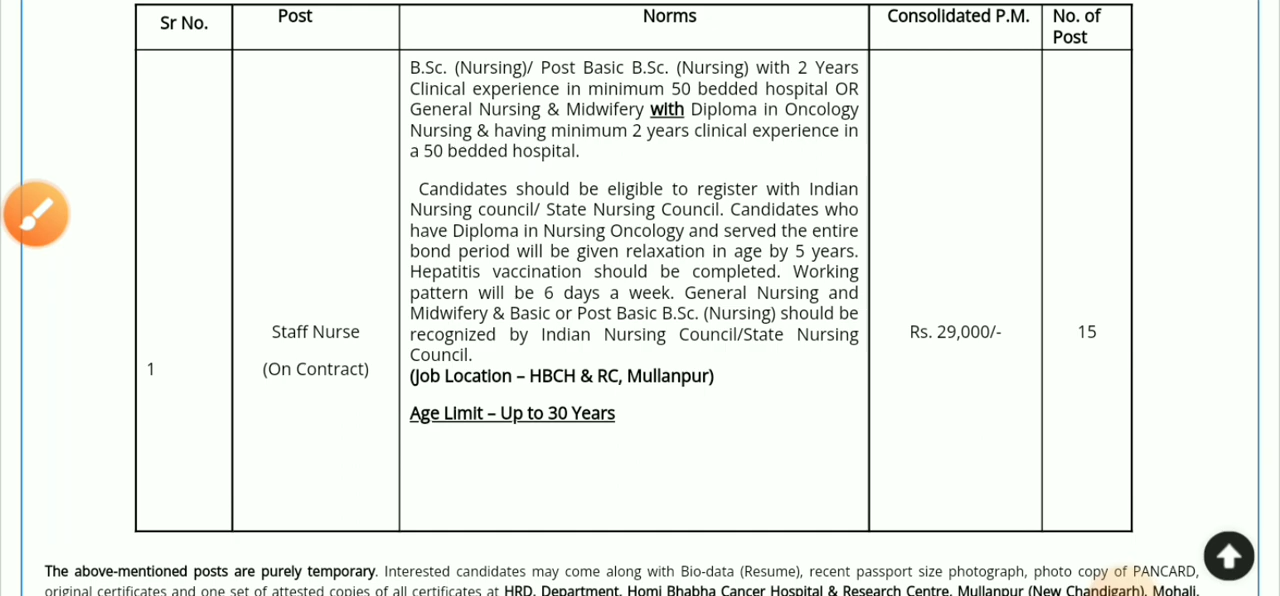 Sr No.
Post
Norms
Consolidated P.M.
No. of
Post
B.Sc. (Nursing)/ Post Basic B.Sc. (Nursing) with 2 Years
Clinical experience in minimum 50 bedded hospital OR
General Nursing & Midwifery with Diploma in Oncology
Nursing & having minimum 2 years clinical experience in
a 50 bedded hospital.
Candidates should be eligible to register with Indian
Nursing council/ State Nursing Council. Candidates who
have Diploma in Nursing Oncology and served the entire
bond period will be given relaxation in age by 5 years.
Hepatitis vaccination should be completed. Working
pattern will be 6 days a week. General Nursing and
Midwifery & Basic or Post Basic B.Sc. (Nursing) should be
recognized by Indian Nursing Council/State Nursing
Council.
(Job Location – HBCH & RC, Mullanpur)
Age Limit – Up to 30 Years
1
Staff Nurse
(On Contract)
Rs. 29,000/-
15
The above-mentioned posts are purely temporary. Interested candidates may come along with Bio-data (Resume), recent passport size photograph, photo copy of PANCARD,
original certificates and one set of attested copies of all certificates at HRD. Department, Homi Bhabha Cancer Hospital & Research Centre, Mullanpur (New Chandigarh), Mohali,